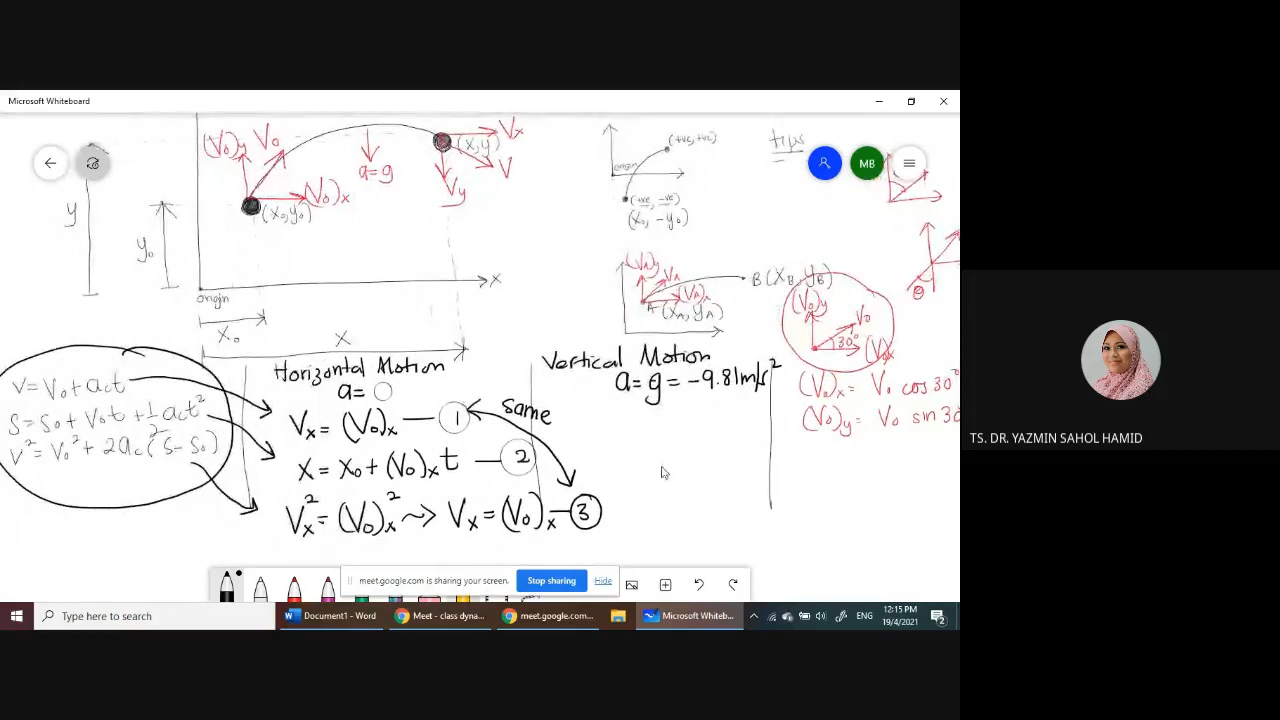 Microsoft Whiteboard
(V₀)y V₀
Vx
(x,y)
a=g
V
Vy
(V₀)x
(x₀,y₀)
y
y₀
origin
x
x₀
x
(+ve,+ve)
origin
(+ve, -ve)
(x₀, -y₀)
tips
MB
(VA)y
VA
(VA)x
A (xA, yA)
B (xB, yB)
θ
(V₀)y
V₀
30°
(V₀)x
(V₀)x = V₀ cos 30°
(V₀)y = V₀ sin 30
V = V₀ + act
S = S₀ + V₀t + ½ act²
V² = V₀² + 2ac(S - S₀)
Horizontal Motion
a = 0
Vx = (V₀)x — 1
same
x = x₀ + (V₀)x t — 2
Vx² = (V₀)x² ⇝ Vx = (V₀)x — 3
Vertical Motion
a = g = -9.81m/s²
TS. DR. YAZMIN SAHOL HAMID
meet.google.com is sharing your screen.
Stop sharing
Hide
Type here to search
Document1 - Word
Meet - class dyna...
meet.google.com...
Microsoft Whiteb...
ENG
12:15 PM
19/4/2021
2